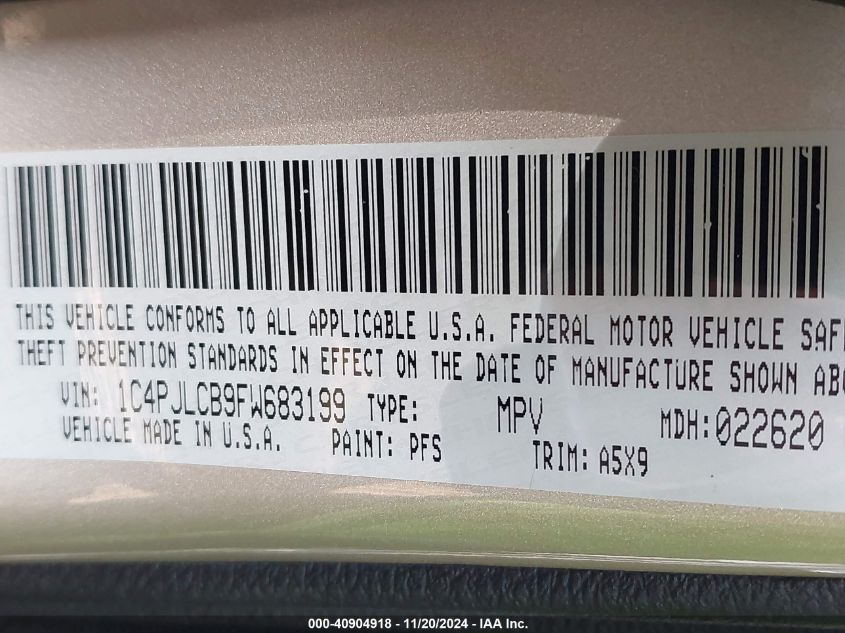 THIS VEHICLE CONFORMS TO ALL APPLICABLE U.S.A. FEDERAL MOTOR VEHICLE SAF
THEFT PREVENTION STANDARDS IN EFFECT ON THE DATE OF MANUFACTURE SHOWN ABO
VIN: 1C4PJLCB9FW683199 TYPE: MPV MDH:022620
VEHICLE MADE IN U.S.A. PAINT: PFS TRIM: A5X9
000-40904918 - 11/20/2024 - IAA Inc.